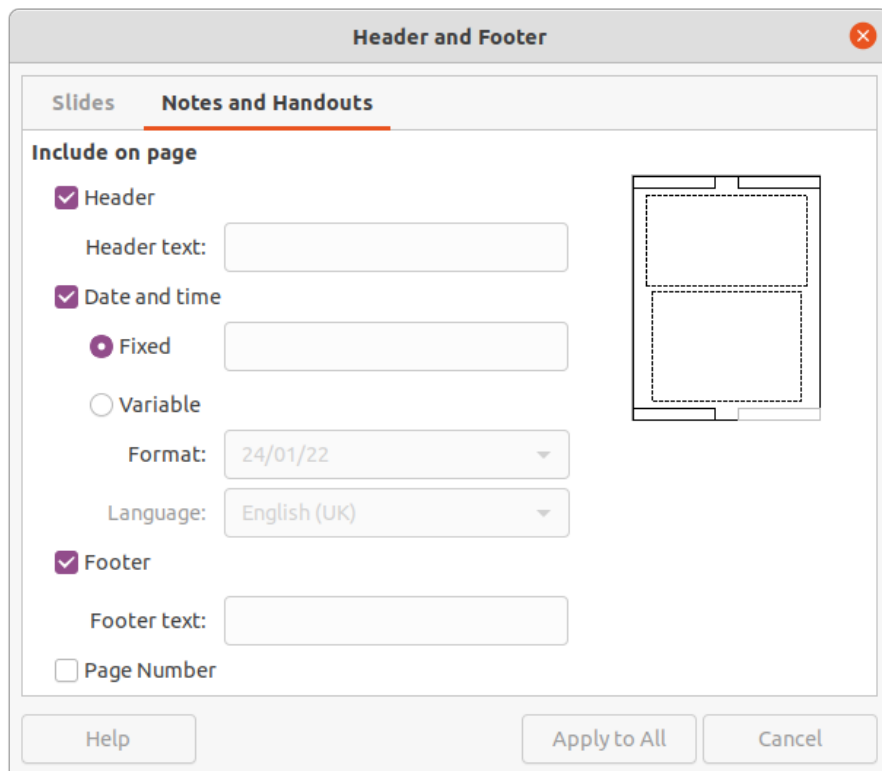 Header and Footer
Slides Notes and Handouts
Include on page
Header
Header text:
Date and time
Fixed
Variable
Format: 24/01/22
Language: English (UK)
Footer
Footer text:
Page Number
Help Apply to All Cancel